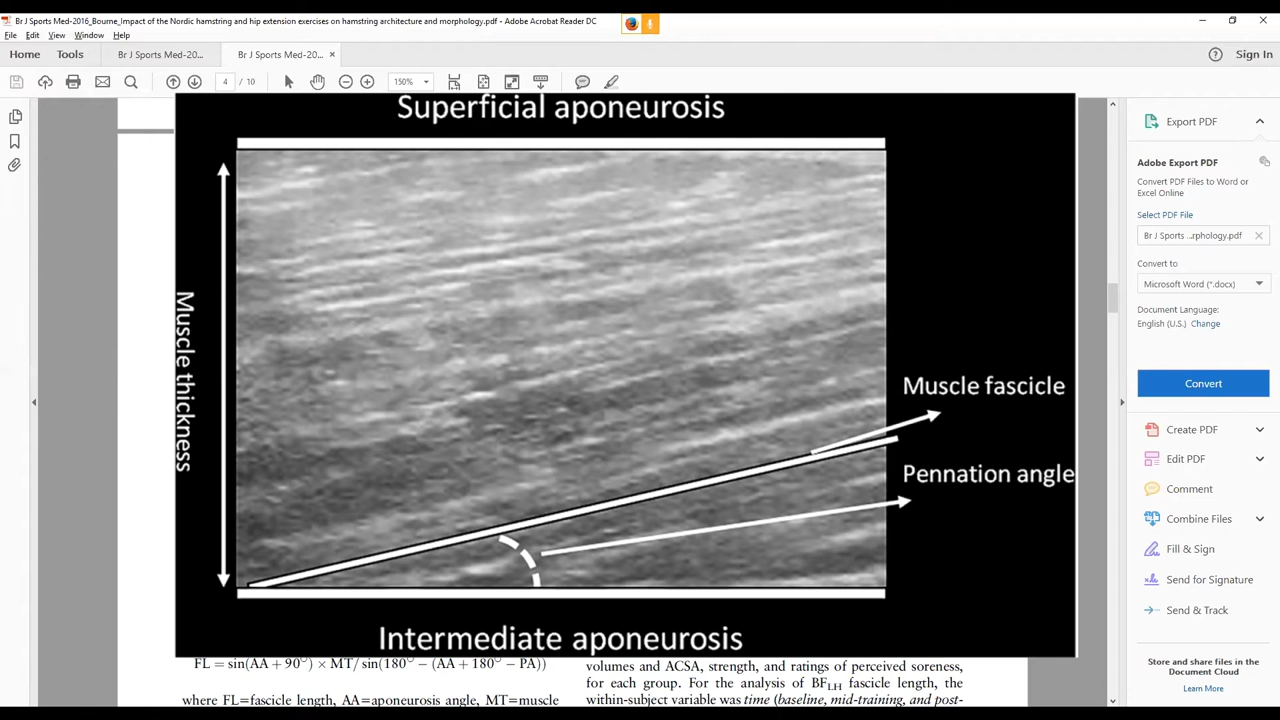 Br J Sports Med-2016_Bourne_Impact of the Nordic hamstring and hip extension exercises on hamstring architecture and morphology.pdf - Adobe Acrobat Reader DC
File Edit View Window Help
Home Tools Br J Sports Med-20... Br J Sports Med-20... × Sign In
4 / 10 150%
Superficial aponeurosis
Muscle thickness
Muscle fascicle
Pennation angle
Intermediate aponeurosis
FL = sin(AA + 90°) × MT/sin(180° − (AA + 180° − PA))
where FL=fascicle length, AA=aponeurosis angle, MT=muscle
volumes and ACSA, strength, and ratings of perceived soreness,
for each group. For the analysis of BFLH fascicle length, the
within-subject variable was time (baseline, mid-training, and post-
Export PDF
Adobe Export PDF
Convert PDF Files to Word or
Excel Online
Select PDF File
Br J Sports ...rphology.pdf ×
Convert to
Microsoft Word (*.docx)
Document Language:
English (U.S.) Change
Convert
Create PDF
Edit PDF
Comment
Combine Files
Fill & Sign
Send for Signature
Send & Track
Store and share files in the
Document Cloud
Learn More